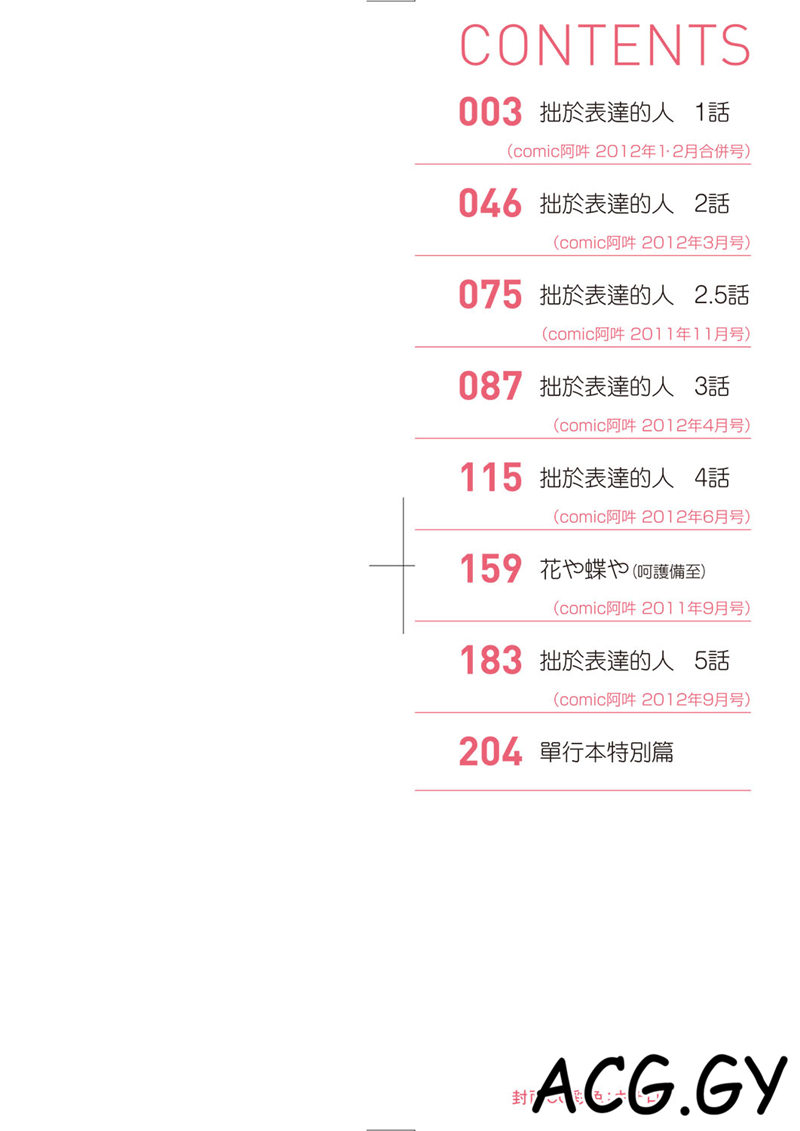 CONTENTS
003 拙於表達的人 1話
(comic阿吽 2012年1・2月合併号)
046 拙於表達的人 2話
(comic阿吽 2012年3月号)
075 拙於表達的人 2.5話
(comic阿吽 2011年11月号)
087 拙於表達的人 3話
(comic阿吽 2012年4月号)
115 拙於表達的人 4話
(comic阿吽 2012年6月号)
159 花や蝶や(呵護備至)
(comic阿吽 2011年9月号)
183 拙於表達的人 5話
(comic阿吽 2012年9月号)
204 單行本特別篇
封
ACG.GY